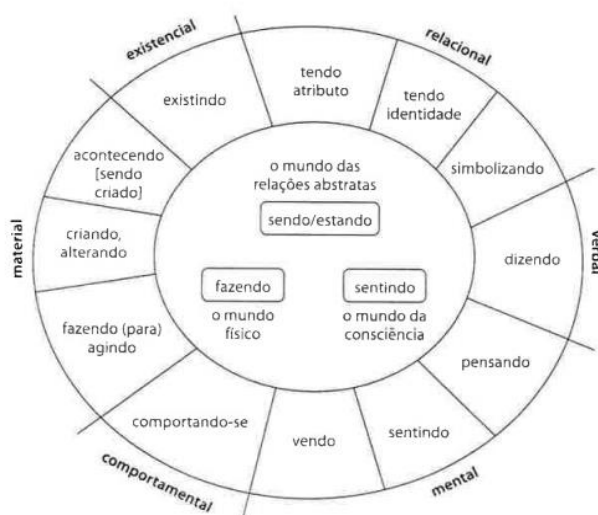 existencial
relacional
verbal
mental
comportamental
material
existindo
tendo
atributo
tendo
identidade
simbolizando
dizendo
pensando
sentindo
vendo
comportando-se
fazendo (para)
agindo
criando,
alterando
acontecendo
[sendo
criado]
o mundo das
relações abstratas
sendo/estando
fazendo
o mundo
físico
sentindo
o mundo da
consciência